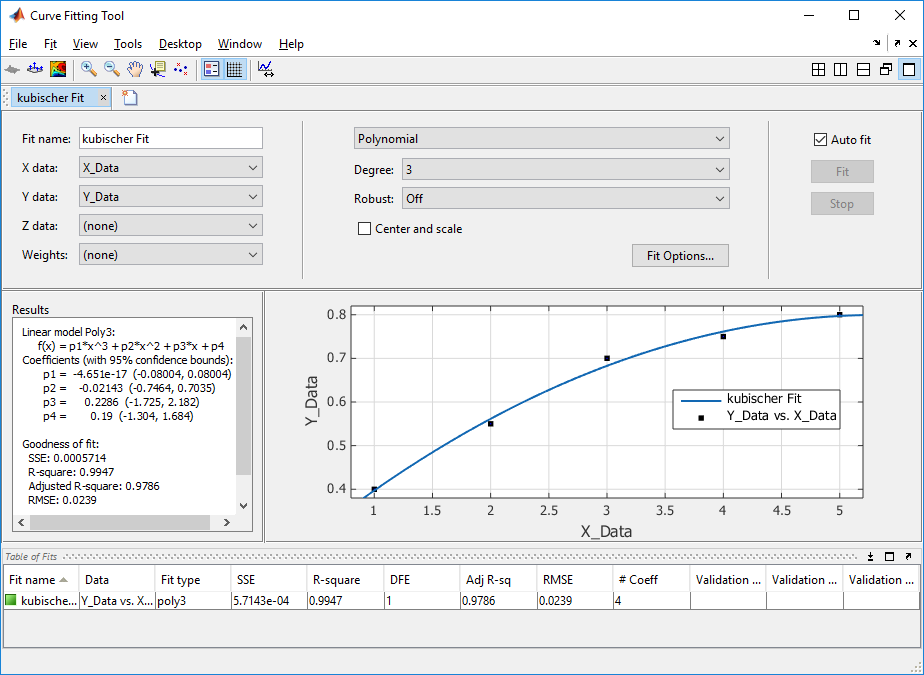 Curve Fitting Tool
File Fit View Tools Desktop Window Help
kubischer Fit
Fit name: kubischer Fit
X data: X_Data
Y data: Y_Data
Z data: (none)
Weights: (none)
Polynomial
Degree: 3
Robust: Off
Center and scale
Fit Options...
Auto fit
Fit
Stop
Results
Linear model Poly3:
f(x) = p1*x^3 + p2*x^2 + p3*x + p4
Coefficients (with 95% confidence bounds):
p1 = -4.651e-17 (-0.08004, 0.08004)
p2 = -0.02143 (-0.7464, 0.7035)
p3 = 0.2286 (-1.725, 2.182)
p4 = 0.19 (-1.304, 1.684)
Goodness of fit:
SSE: 0.0005714
R-square: 0.9947
Adjusted R-square: 0.9786
RMSE: 0.0239
0.8
0.7
0.6
0.5
0.4
Y_Data
kubischer Fit
Y_Data vs. X_Data
1 1.5 2 2.5 3 3.5 4 4.5 5
X_Data
Table of Fits
Fit name Data Fit type SSE R-square DFE Adj R-sq RMSE # Coeff Validation ... Validation ... Validation ...
kubische... Y_Data vs. X... poly3 5.7143e-04 0.9947 1 0.9786 0.0239 4